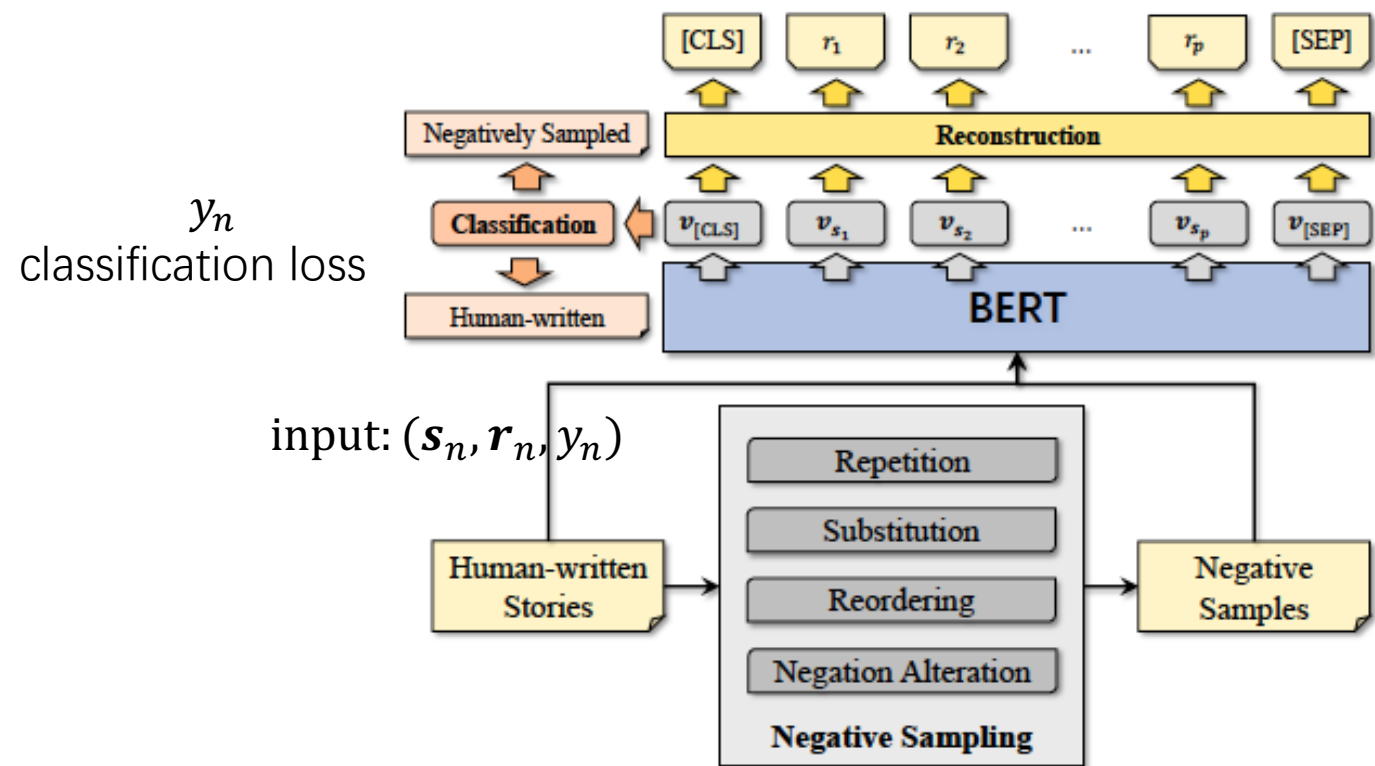 [CLS] r₁ r₂ ... rₚ [SEP]
Negatively Sampled
Reconstruction
yₙ
classification loss
Classification
v[CLS] vs₁ vs₂ ... vsₚ v[SEP]
Human-written
BERT
input: (sₙ, rₙ, yₙ)
Human-written
Stories
Repetition
Substitution
Reordering
Negation Alteration
Negative Sampling
Negative
Samples